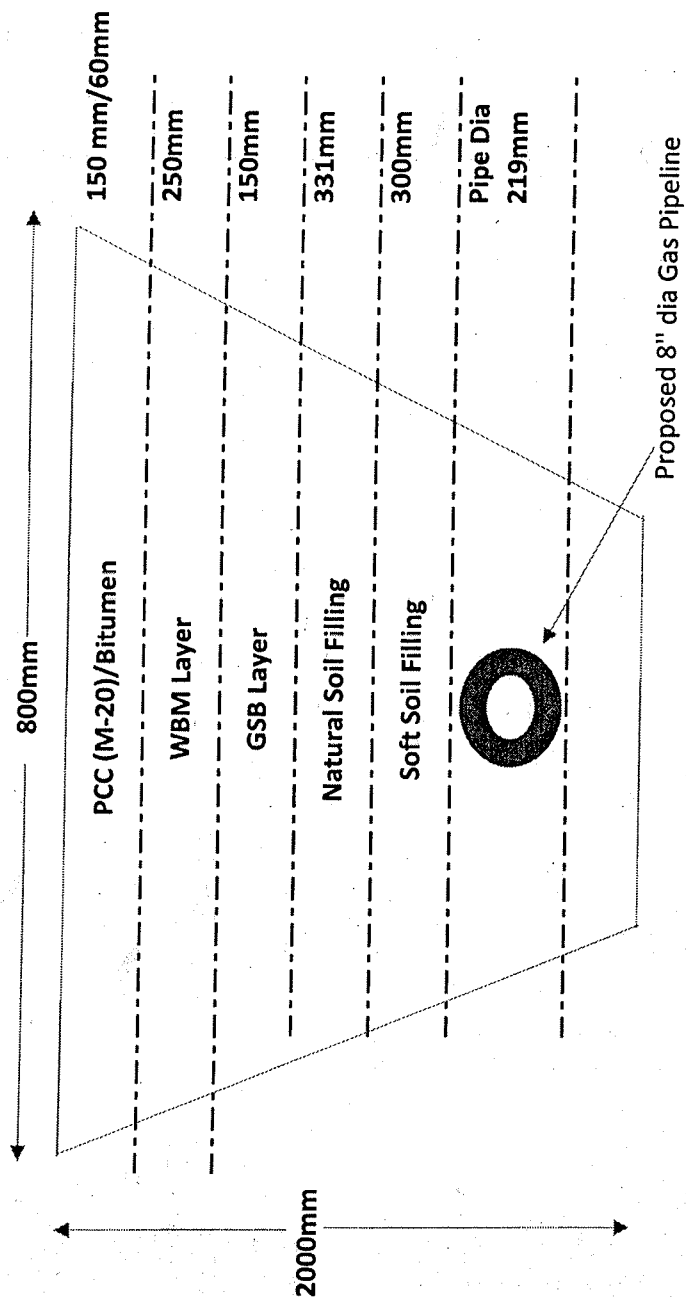 800mm
2000mm
PCC (M-20)/Bitumen
150 mm/60mm
WBM Layer
250mm
GSB Layer
150mm
Natural Soil Filling
331mm
Soft Soil Filling
300mm
Pipe Dia
219mm
Proposed 8" dia Gas Pipeline